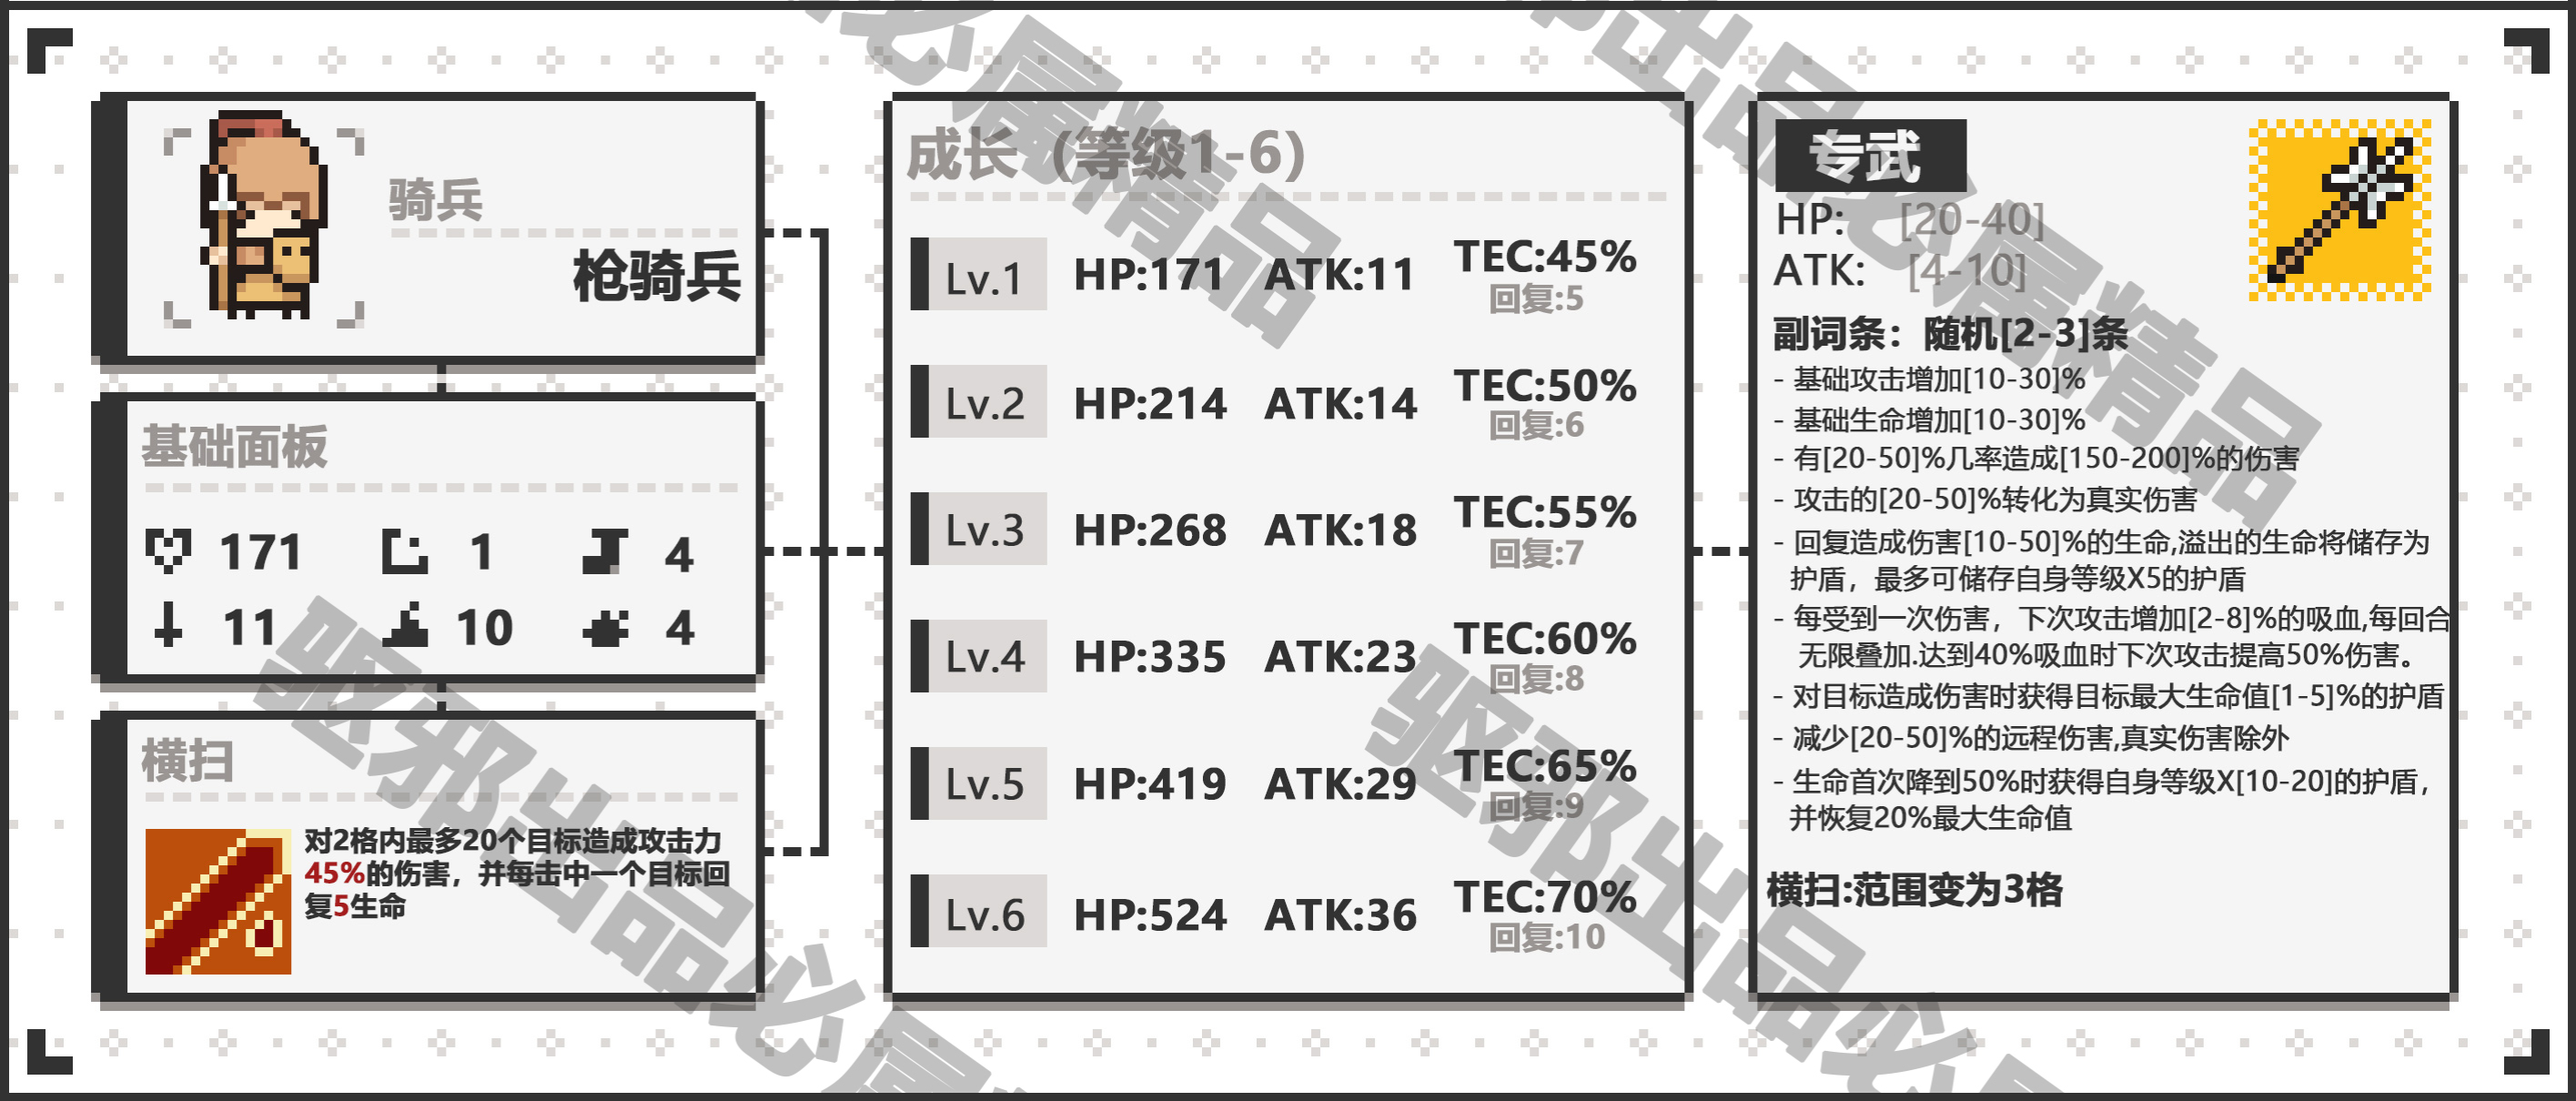 骑兵
枪骑兵
基础面板
171
1
4
11
10
4
横扫
对2格内最多20个目标造成攻击力
45%的伤害，并每击中一个目标回
复5生命
成长（等级1-6）
Lv.1 HP:171 ATK:11 TEC:45%
回复:5
Lv.2 HP:214 ATK:14 TEC:50%
回复:6
Lv.3 HP:268 ATK:18 TEC:55%
回复:7
Lv.4 HP:335 ATK:23 TEC:60%
回复:8
Lv.5 HP:419 ATK:29 TEC:65%
回复:9
Lv.6 HP:524 ATK:36 TEC:70%
回复:10
专武
HP: [20-40]
ATK: [4-10]
副词条：随机[2-3]条
- 基础攻击增加[10-30]%
- 基础生命增加[10-30]%
- 有[20-50]%几率造成[150-200]%的伤害
- 攻击的[20-50]%转化为真实伤害
- 回复造成伤害[10-50]%的生命,溢出的生命将储存为
护盾，最多可储存自身等级X5的护盾
- 每受到一次伤害，下次攻击增加[2-8]%的吸血,每回合
无限叠加.达到40%吸血时下次攻击提高50%伤害。
- 对目标造成伤害时获得目标最大生命值[1-5]%的护盾
- 减少[20-50]%的远程伤害,真实伤害除外
- 生命首次降到50%时获得自身等级X[10-20]的护盾，
并恢复20%最大生命值
横扫:范围变为3格
必属精品
出品必属精品
驱邪出品必属精
驱邪出品必属